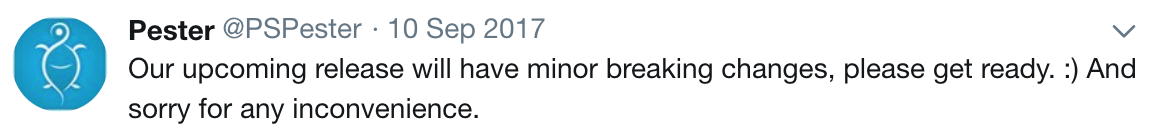 Pester @PSPester · 10 Sep 2017
Our upcoming release will have minor breaking changes, please get ready. :) And
sorry for any inconvenience.